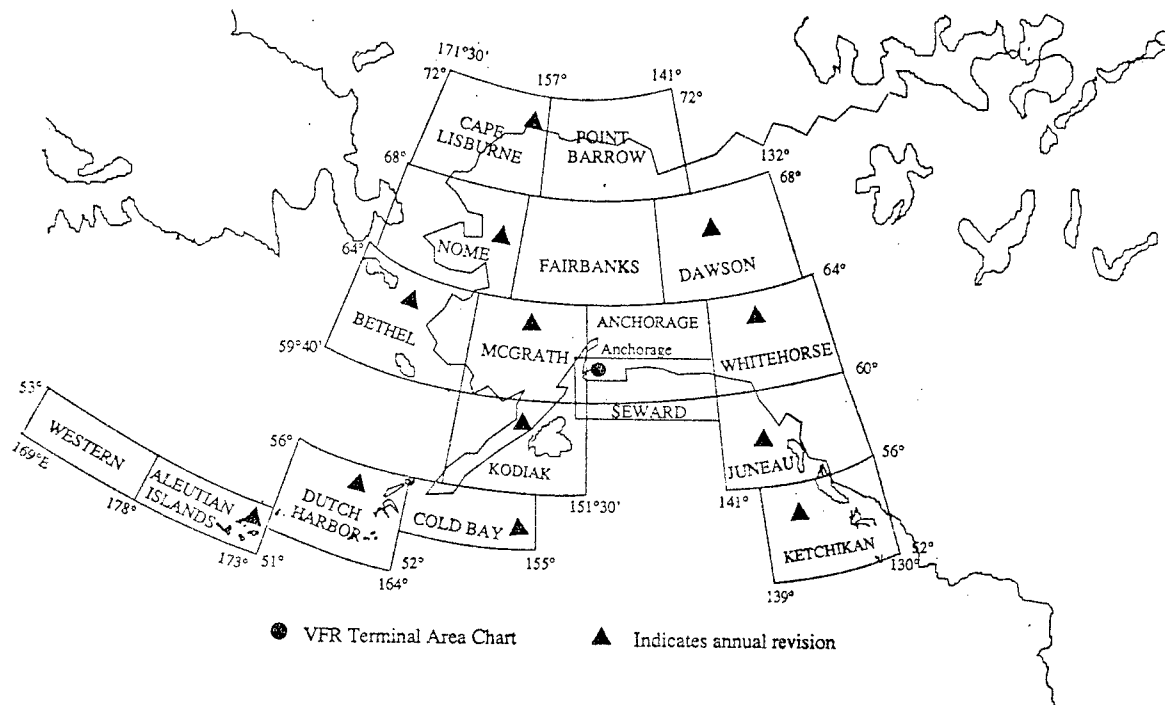 171°30'
72°
157°
141°
72°
CAPE
LISBURNE
POINT
BARROW
132°
68°
68°
NOME
FAIRBANKS
DAWSON
64°
64°
BETHEL
MCGRATH
ANCHORAGE
Anchorage
WHITEHORSE
59°40'
60°
SEWARD
53°
WESTERN
169°E
ALEUTIAN
ISLANDS
178°
173°
51°
56°
DUTCH
HARBOR
164°
52°
COLD BAY
155°
KODIAK
151°30'
JUNEAU
56°
141°
KETCHIKAN
52°
130°
139°
VFR Terminal Area Chart
Indicates annual revision